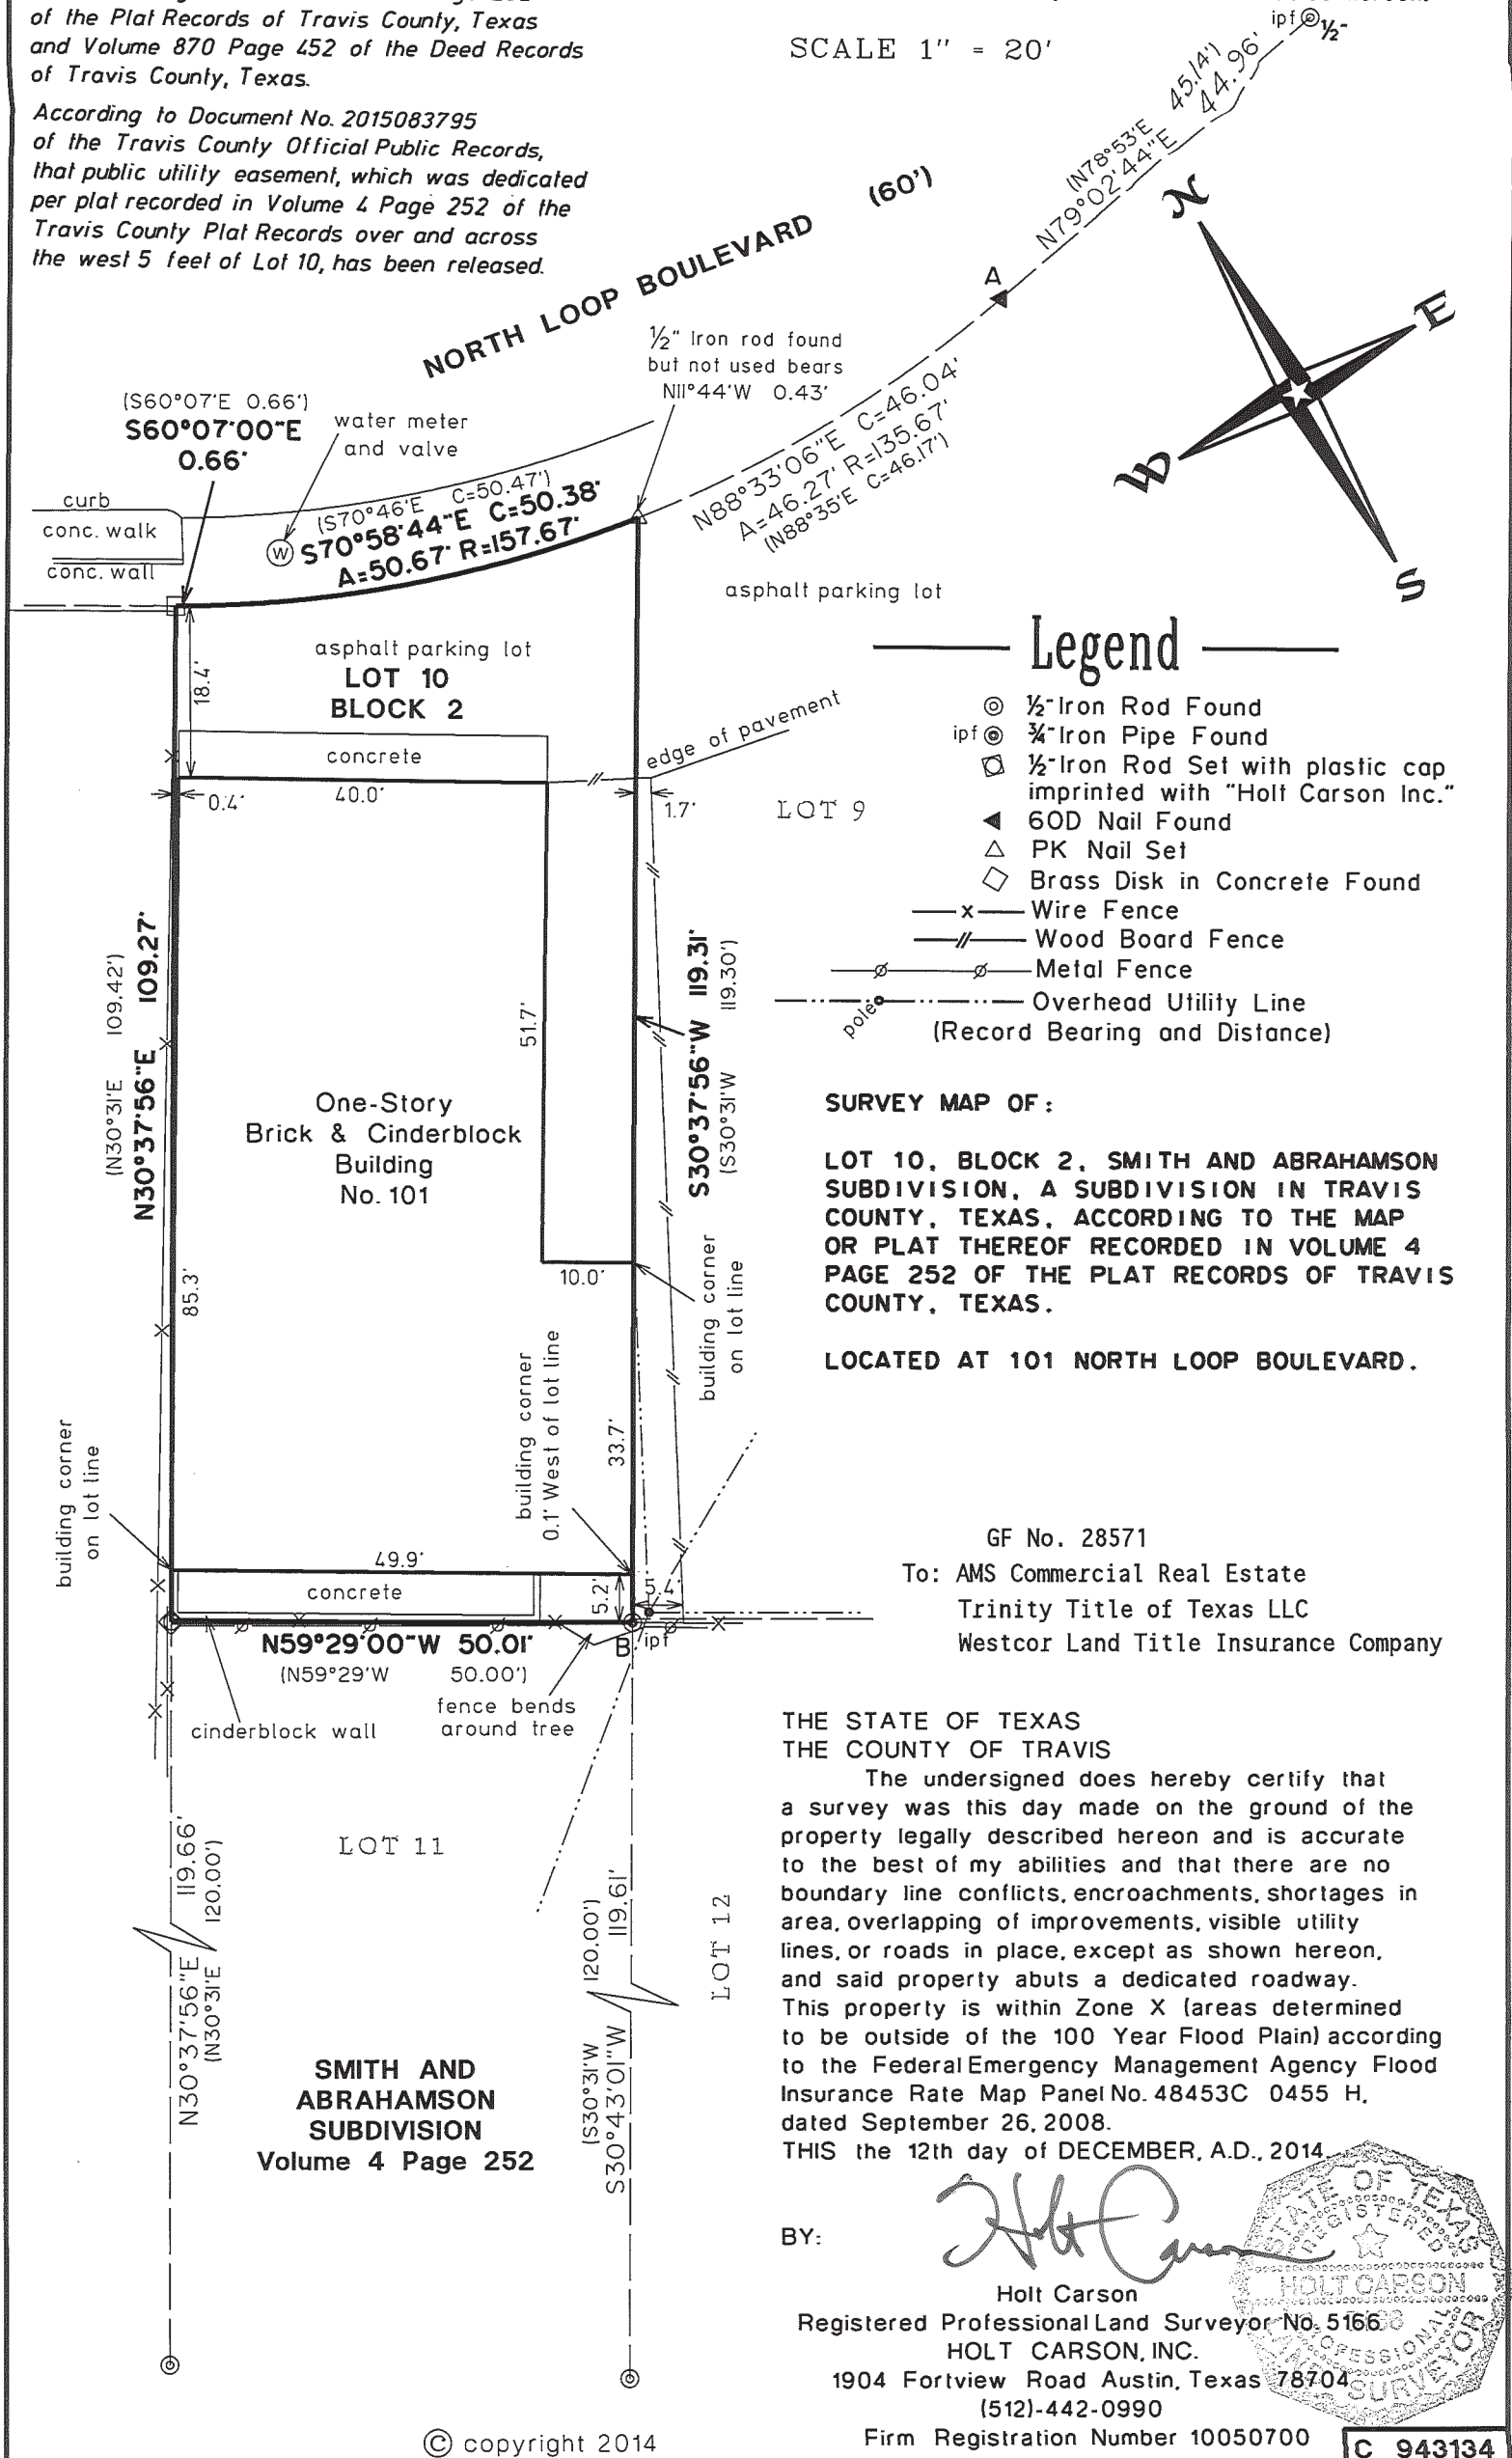 of the Plat Records of Travis County, Texas
and Volume 870 Page 452 of the Deed Records
of Travis County, Texas.
According to Document No. 2015083795
of the Travis County Official Public Records,
that public utility easement, which was dedicated
per plat recorded in Volume 4 Page 252 of the
Travis County Plat Records over and across
the west 5 feet of Lot 10, has been released.
SCALE 1" = 20'
ipf 1/2"
(N78°53'E 45.14')
N79°02'44"E 44.96'
N
E
W
S
NORTH LOOP BOULEVARD (60')
A
1/2" Iron rod found
but not used bears
N11°44'W 0.43'
N88°33'06"E C=46.04'
A=46.27' R=135.67'
(N88°35'E C=46.17')
(S60°07'E 0.66')
S60°07'00"E
0.66'
water meter
and valve
curb
conc. walk
conc. wall
W
(S70°46'E C=50.47')
S70°58'44"E C=50.38'
A=50.67' R=157.67'
asphalt parking lot
asphalt parking lot
LOT 10
BLOCK 2
18.4'
concrete
edge of pavement
0.4'
40.0'
1.7'
LOT 9
Legend
1/2" Iron Rod Found
ipf 3/4" Iron Pipe Found
1/2" Iron Rod Set with plastic cap
imprinted with "Holt Carson Inc."
60D Nail Found
PK Nail Set
Brass Disk in Concrete Found
x Wire Fence
// Wood Board Fence
Metal Fence
Overhead Utility Line
pole
(Record Bearing and Distance)
(N30°31'E 109.42')
N30°37'56"E 109.27'
51.7'
S30°37'56"W 119.31'
(S30°31'W 119.30')
One-Story
Brick & Cinderblock
Building
No. 101
85.3'
10.0'
building corner
on lot line
building corner
0.1' West of lot line
33.7'
building corner
on lot line
49.9'
concrete
5.2'
5.4'
N59°29'00"W 50.01'
(N59°29'W 50.00')
B
ipf
cinderblock wall
fence bends
around tree
SURVEY MAP OF:
LOT 10, BLOCK 2, SMITH AND ABRAHAMSON
SUBDIVISION, A SUBDIVISION IN TRAVIS
COUNTY, TEXAS, ACCORDING TO THE MAP
OR PLAT THEREOF RECORDED IN VOLUME 4
PAGE 252 OF THE PLAT RECORDS OF TRAVIS
COUNTY, TEXAS.
LOCATED AT 101 NORTH LOOP BOULEVARD.
GF No. 28571
To: AMS Commercial Real Estate
Trinity Title of Texas LLC
Westcor Land Title Insurance Company
THE STATE OF TEXAS
THE COUNTY OF TRAVIS
The undersigned does hereby certify that
a survey was this day made on the ground of the
property legally described hereon and is accurate
to the best of my abilities and that there are no
boundary line conflicts, encroachments, shortages in
area, overlapping of improvements, visible utility
lines, or roads in place, except as shown hereon,
and said property abuts a dedicated roadway.
This property is within Zone X (areas determined
to be outside of the 100 Year Flood Plain) according
to the Federal Emergency Management Agency Flood
Insurance Rate Map Panel No. 48453C 0455 H,
dated September 26, 2008.
THIS the 12th day of DECEMBER, A.D., 2014
LOT 11
N30°37'56"E 119.66'
(N30°31'E 120.00')
(S30°31'W 120.00')
S30°43'01"W 119.61'
LOT 12
SMITH AND
ABRAHAMSON
SUBDIVISION
Volume 4 Page 252
BY:
Holt Carson
Holt Carson
Registered Professional Land Surveyor No. 5166
HOLT CARSON, INC.
1904 Fortview Road Austin, Texas 78704
(512)-442-0990
Firm Registration Number 10050700
STATE OF TEXAS
REGISTERED
HOLT CARSON
PROFESSIONAL
LAND SURVEYOR
© copyright 2014
C 943134